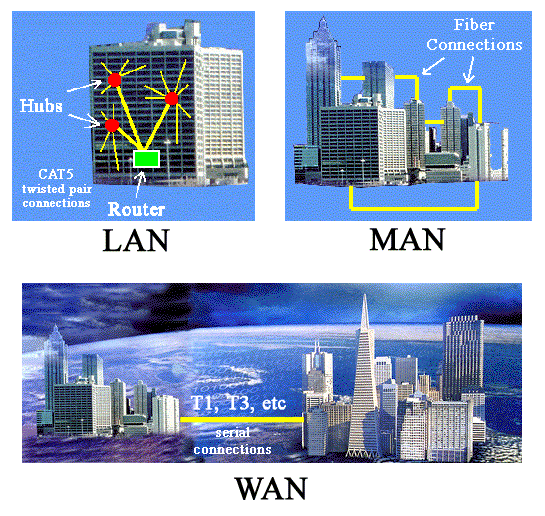 Hubs
CAT5
twisted pair
connections
Router
LAN
Fiber
Connections
MAN
T1, T3, etc
serial
connections
WAN